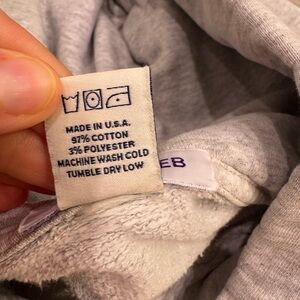 MADE IN U.S.A.
97% COTTON
3% POLYESTER
MACHINE WASH COLD
TUMBLE DRY LOW
EB